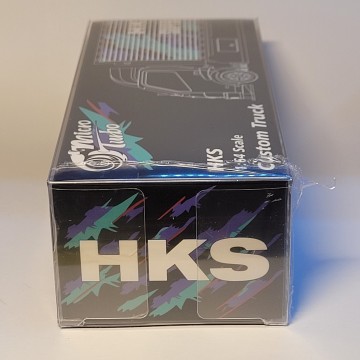 Micro
Turbo
HKS
1:64 Scale
Custom Truck
HKS